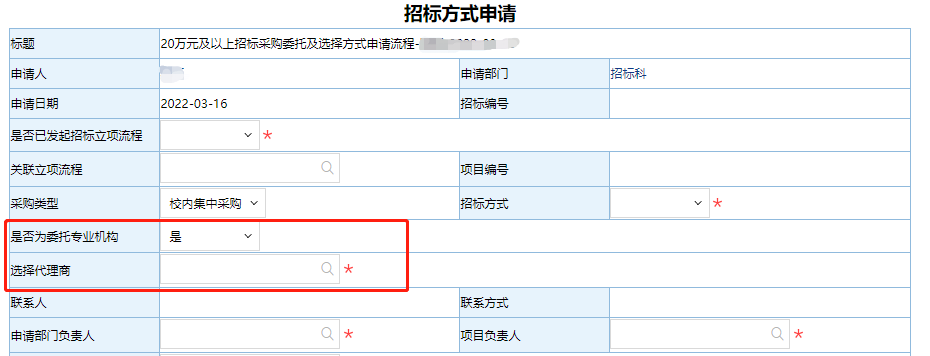 招标方式申请
标题 20万元及以上招标采购委托及选择方式申请流程-
申请人 申请部门 招标科
申请日期 2022-03-16 招标编号
是否已发起招标立项流程 *
关联立项流程 项目编号
采购类型 校内集中采购 招标方式 *
是否为委托专业机构 是
选择代理商 *
联系人 联系方式
申请部门负责人 * 项目负责人 *